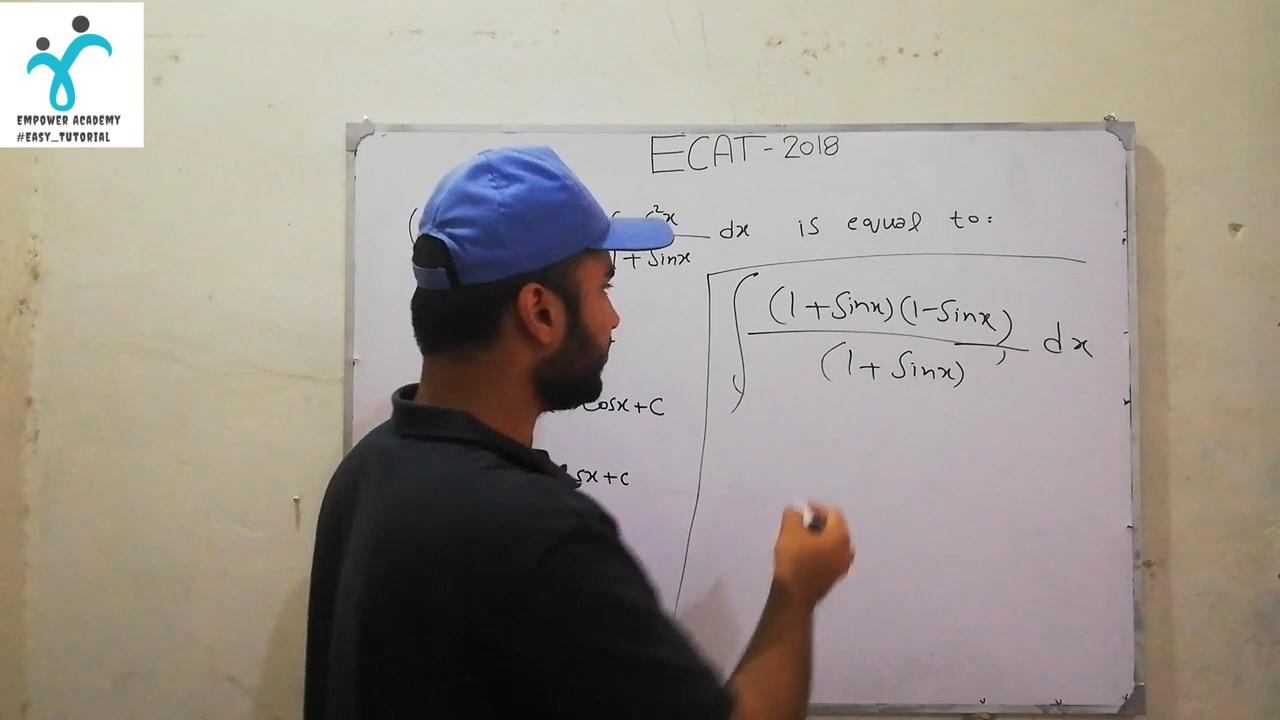 EMPOWER ACADEMY
#EASY_TUTORIAL
ECAT-2018
²x
dx is equal to:
1 + Sinx
∫ (1 + Sinx)(1-Sinx)
(1 + Sinx)
dx
Cosx+C
sx+c